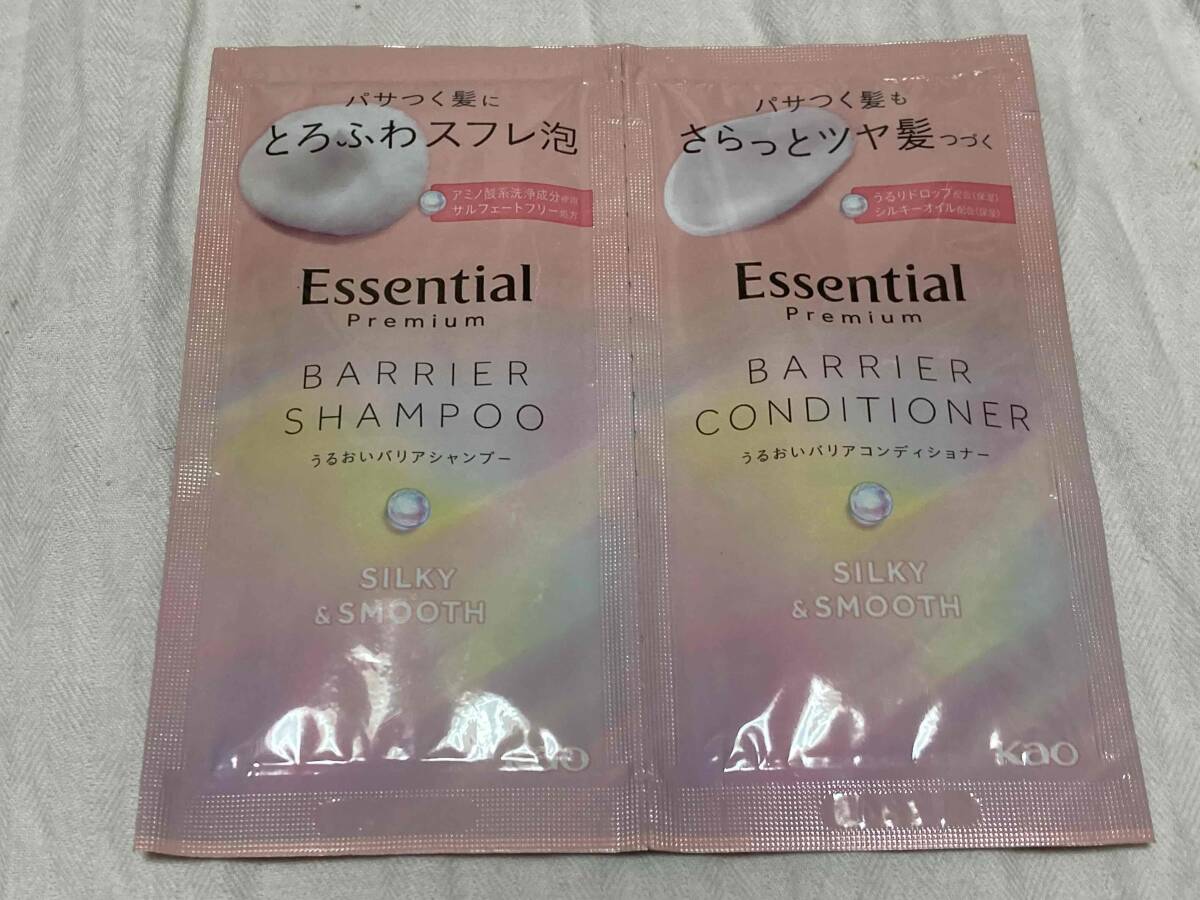 パサつく髪に
とろふわスフレ泡
アミノ酸系洗浄成分使用
サルフェートフリー処方
Essential
Premium
BARRIER
SHAMPOO
うるおいバリアシャンプー
SILKY
& SMOOTH
Kao
パサつく髪も
さらっとツヤ髪つづく
うるりドロップ配合(保湿)
シルキーオイル配合(保湿)
Essential
Premium
BARRIER
CONDITIONER
うるおいバリアコンディショナー
SILKY
& SMOOTH
Kao